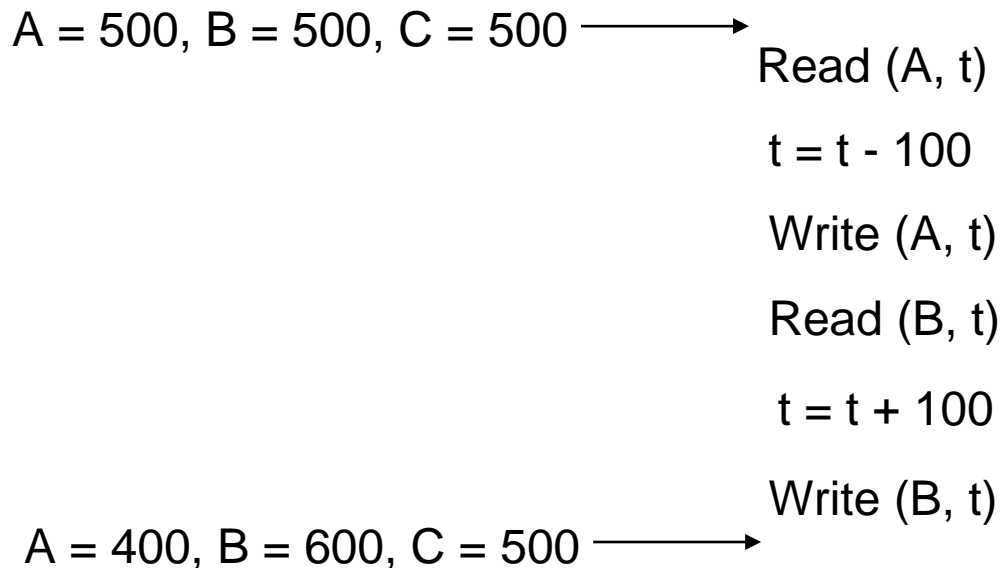 A = 500, B = 500, C = 500
Read (A, t)
t = t - 100
Write (A, t)
Read (B, t)
t = t + 100
Write (B, t)
A = 400, B = 600, C = 500